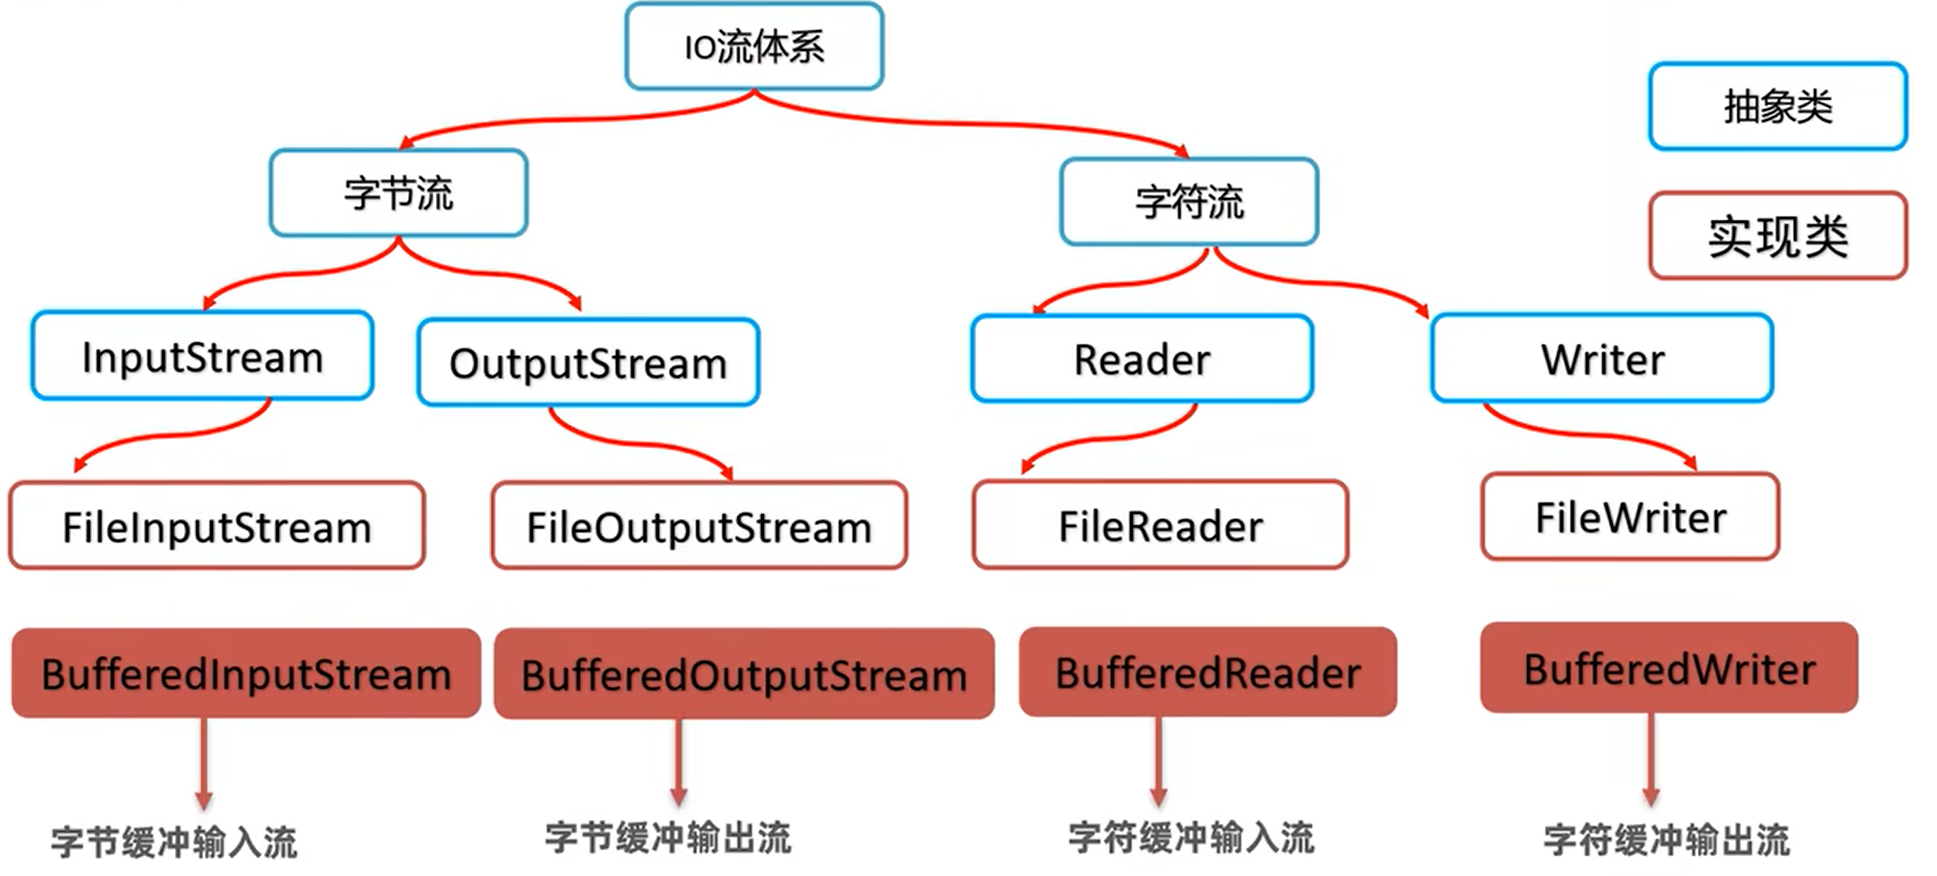 IO流体系
抽象类
字节流
字符流
实现类
InputStream
OutputStream
Reader
Writer
FileInputStream
FileOutputStream
FileReader
FileWriter
BufferedInputStream
BufferedOutputStream
BufferedReader
BufferedWriter
字节缓冲输入流
字节缓冲输出流
字符缓冲输入流
字符缓冲输出流